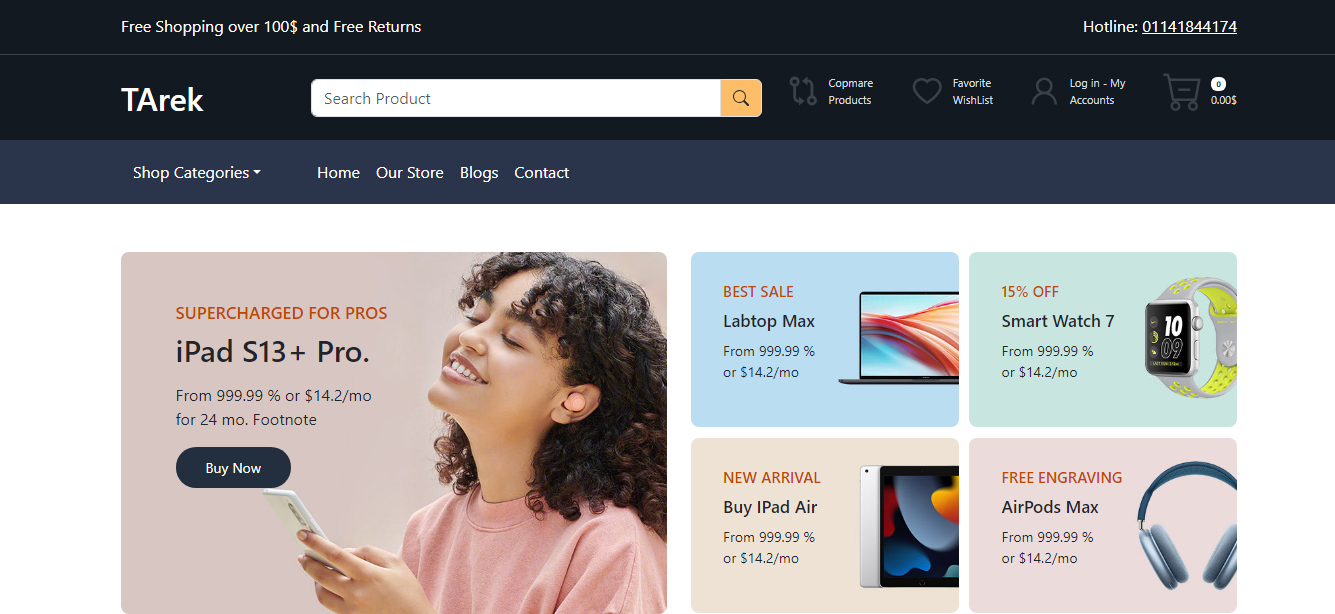 Free Shopping over 100$ and Free Returns
Hotline: 01141844174
TArek
Search Product
Copmare
Products
Favorite
WishList
Log in - My
Accounts
0
0.00$
Shop Categories
Home
Our Store
Blogs
Contact
SUPERCHARGED FOR PROS
iPad S13+ Pro.
From 999.99 % or $14.2/mo
for 24 mo. Footnote
Buy Now
BEST SALE
Labtop Max
From 999.99 %
or $14.2/mo
15% OFF
Smart Watch 7
From 999.99 %
or $14.2/mo
10
09
NEW ARRIVAL
Buy IPad Air
From 999.99 %
or $14.2/mo
FREE ENGRAVING
AirPods Max
From 999.99 %
or $14.2/mo